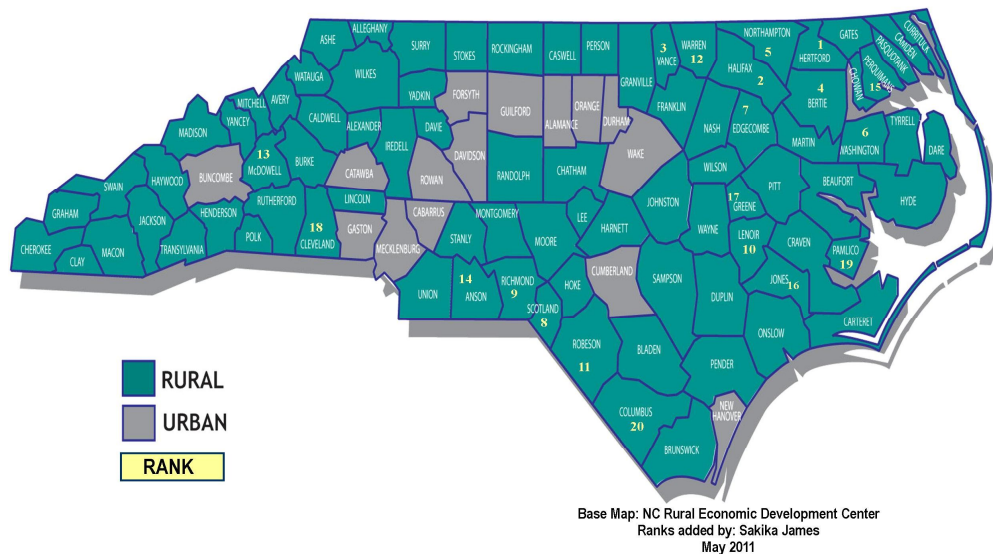 ALLEGHANY
ASHE
SURRY
STOKES
ROCKINGHAM
CASWELL
PERSON
GRANVILLE
3
VANCE
WARREN
12
NORTHAMPTON
5
HALIFAX
2
1
HERTFORD
GATES
CURRITUCK
CAMDEN
PASQUOTANK
PERQUIMANS
15
CHOWAN
WATAUGA
WILKES
YADKIN
FORSYTH
GUILFORD
ALAMANCE
ORANGE
DURHAM
FRANKLIN
7
EDGECOMBE
NASH
4
BERTIE
MITCHELL
AVERY
YANCEY
MADISON
CALDWELL
ALEXANDER
IREDELL
DAVIE
DAVIDSON
RANDOLPH
CHATHAM
WAKE
WILSON
MARTIN
6
WASHINGTON
TYRRELL
DARE
13
McDOWELL
BURKE
BUNCOMBE
HAYWOOD
SWAIN
CATAWBA
ROWAN
JOHNSTON
PITT
BEAUFORT
HYDE
GRAHAM
JACKSON
HENDERSON
RUTHERFORD
LINCOLN
CABARRUS
MONTGOMERY
LEE
HARNETT
WAYNE
17
GREENE
LENOIR
10
CRAVEN
PAMLICO
19
CHEROKEE
CLAY
MACON
TRANSYLVANIA
POLK
18
CLEVELAND
GASTON
MECKLENBURG
STANLY
MOORE
CUMBERLAND
SAMPSON
DUPLIN
JONES
16
UNION
14
ANSON
RICHMOND
9
HOKE
SCOTLAND
8
ONSLOW
CARTERET
ROBESON
11
BLADEN
PENDER
COLUMBUS
20
NEW
HANOVER
BRUNSWICK
RURAL
URBAN
RANK
Base Map: NC Rural Economic Development Center
Ranks added by: Sakika James
May 2011